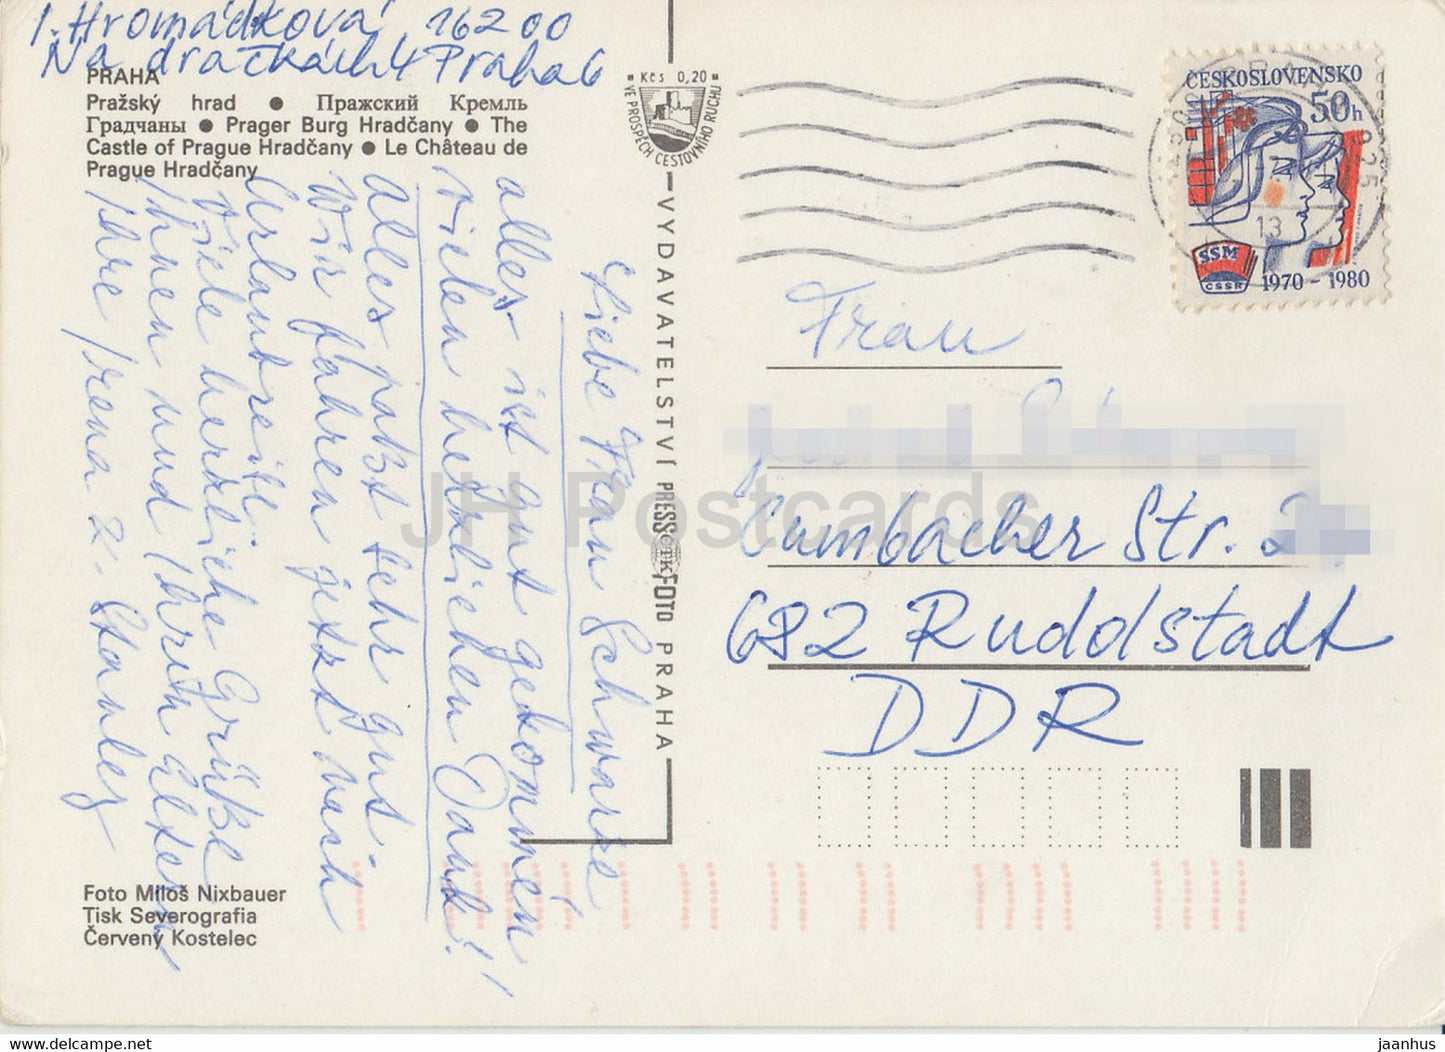 I. Hromádková 16200
Na dračkách 4 Praha 6
PRAHA
Pražský hrad ● Пражский Кремль
Градчаны ● Prager Burg Hradčany ● The
Castle of Prague Hradčany ● Le Château de
Prague Hradčany
Kčs 0,20
VE PROSPĚCH CESTOVNÍHO RUCHU
ČESKOSLOVENSKO
50h
SSM
ČSSR
1970 - 1980
13
Liebe Frau Schwarze
alles ist gut gekommen
vielen herzlichen Dank!!
alles paßt sehr gut.
Wir fahren jetzt nach
Viele herzliche Grüße
Ihnen und Ihren Eltern
Ihre Irena
VYDAVATELSTVÍ PRESSFOTO PRAHA
ČTK
Frau
Cumbacher Str. 2
682 Rudolstadt
DDR
Foto Miloš Nixbauer
Tisk Severografia
Červený Kostelec
JH Postcards
www.delcampe.net
jaanhus